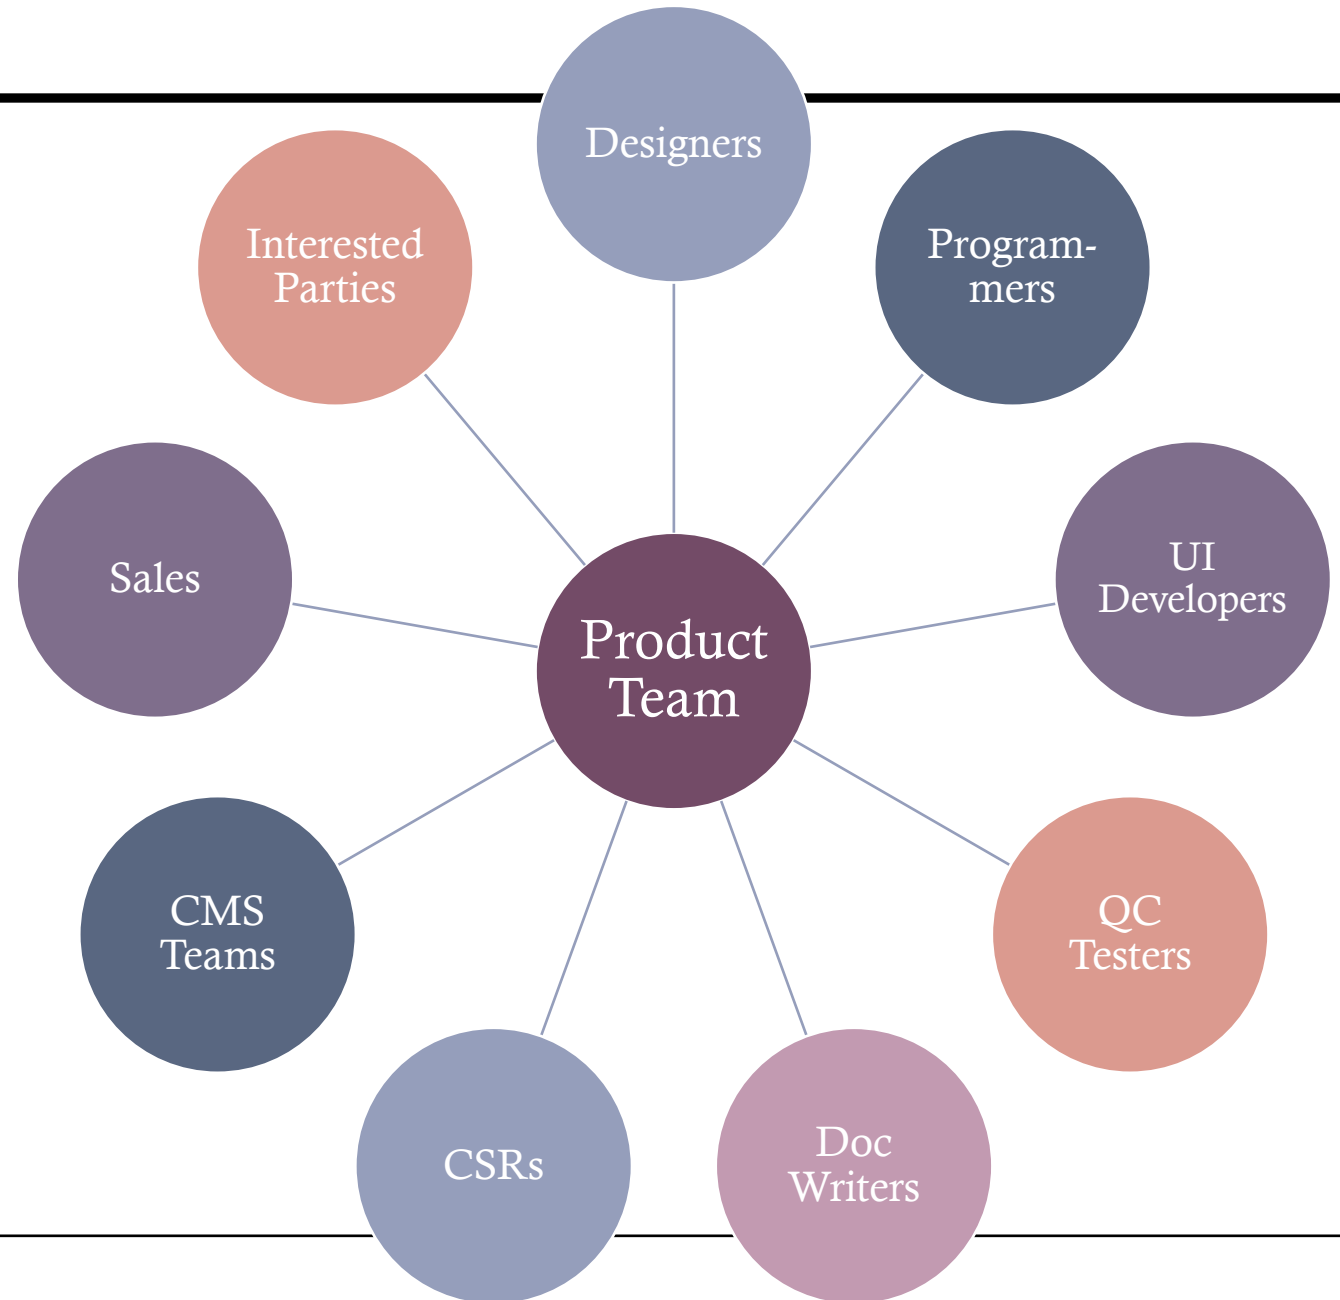 Designers
Program-
mers
UI
Developers
QC
Testers
Doc
Writers
CSRs
CMS
Teams
Sales
Interested
Parties
Product
Team